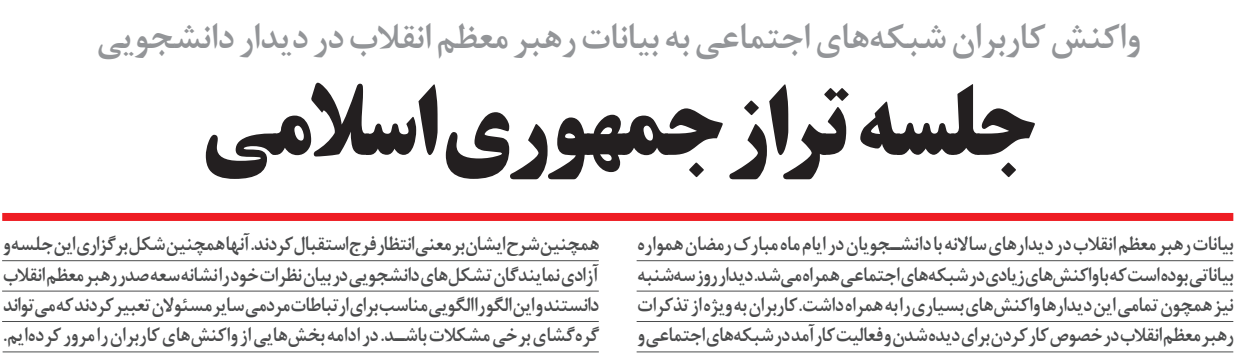 واکنش کاربران شبکه‌های اجتماعی به بیانات رهبر معظم انقلاب در دیدار دانشجویی
جلسه تراز جمهوری اسلامی
بیانات رهبر معظم انقلاب در دیدارهای سالانه با دانشـجویان در ایام ماه مبارک رمضان همواره
بیاناتی بوده است که با واکنش‌های زیادی در شبکه‌های اجتماعی همراه می‌شد. دیدار روز سه‌شنبه
نیز همچون تمامی این دیدارها واکنش‌های بسیاری را به همراه داشت. کاربران به ویژه از تذکرات
رهبر معظم انقلاب در خصوص کار کردن برای دیده شدن و فعالیت کارآمد در شبکه‌های اجتماعی و
همچنین شرح ایشان بر معنی انتظار فرج استقبال کردند. آنها همچنین شکل برگزاری این جلسه و
آزادی نمایندگان تشکل‌های دانشجویی در بیان نظرات خود را نشانه سعه صدر رهبر معظم انقلاب
دانستند و این الگو را الگویی مناسب برای ارتباطات مردمی سایر مسئولان تعبیر کردند که می‌تواند
گره گشای برخی مشکلات باشـد. در ادامه بخش‌هایی از واکنش‌های کاربران را مرور کرده‌ایم.